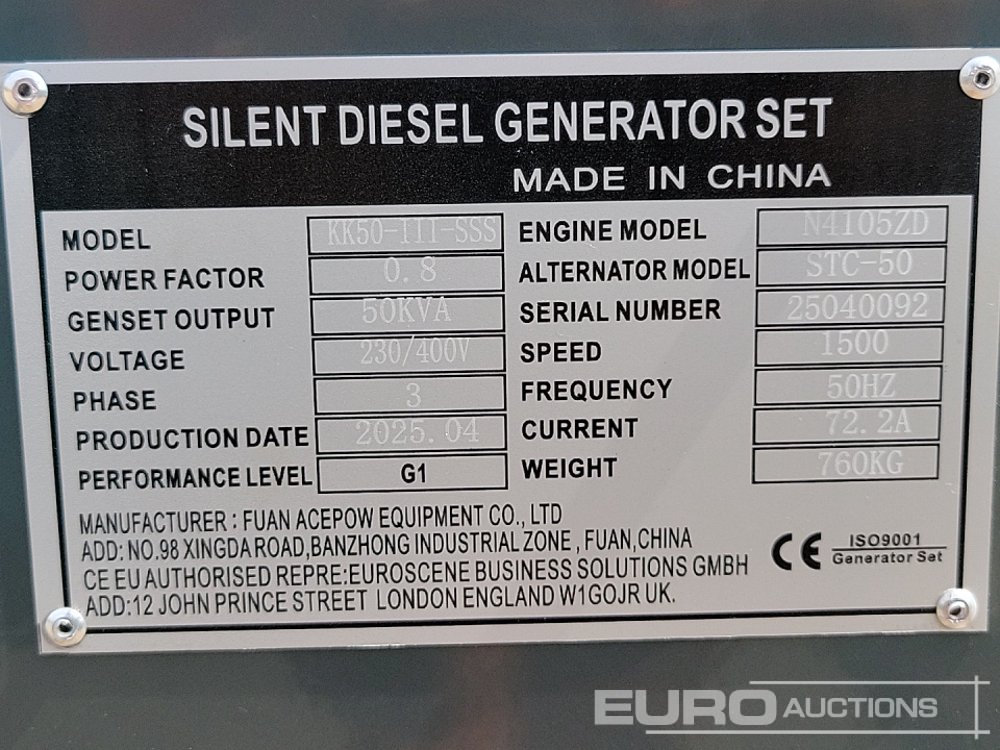 SILENT DIESEL GENERATOR SET
MADE IN CHINA
MODEL KK50-III-SSS
POWER FACTOR 0.8
GENSET OUTPUT 50KVA
VOLTAGE 230/400V
PHASE 3
PRODUCTION DATE 2025.04
PERFORMANCE LEVEL G1
ENGINE MODEL N4105ZD
ALTERNATOR MODEL STC-50
SERIAL NUMBER 25040092
SPEED 1500
FREQUENCY 50HZ
CURRENT 72.2A
WEIGHT 760KG
MANUFACTURER : FUAN ACEPOW EQUIPMENT CO., LTD
ADD: NO.98 XINGDA ROAD,BANZHONG INDUSTRIAL ZONE , FUAN,CHINA
CE EU AUTHORISED REPRE:EUROSCENE BUSINESS SOLUTIONS GMBH
ADD:12 JOHN PRINCE STREET LONDON ENGLAND W1GOJR UK.
CE ISO9001
Generator Set
EURO AUCTIONS